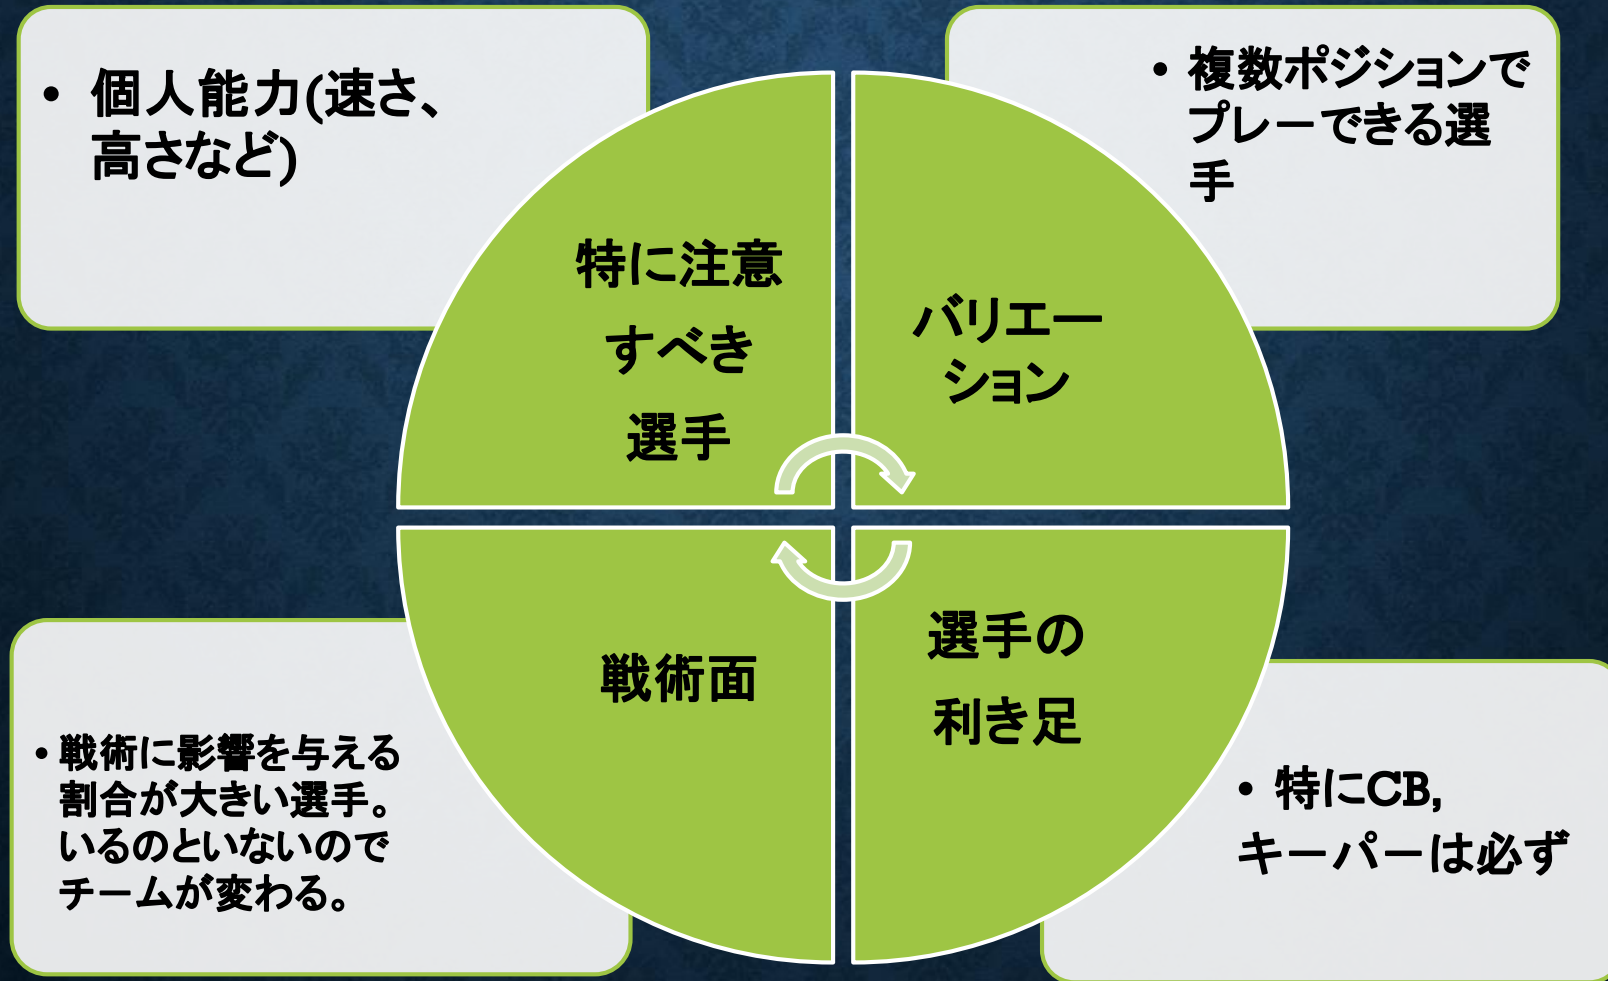 • 個人能力(速さ、
高さなど)
• 複数ポジションで
プレーできる選
手
特に注意
すべき
選手
バリエー
ション
戦術面
選手の
利き足
• 戦術に影響を与える
割合が大きい選手。
いるのといないので
チームが変わる。
• 特にCB,
キーパーは必ず